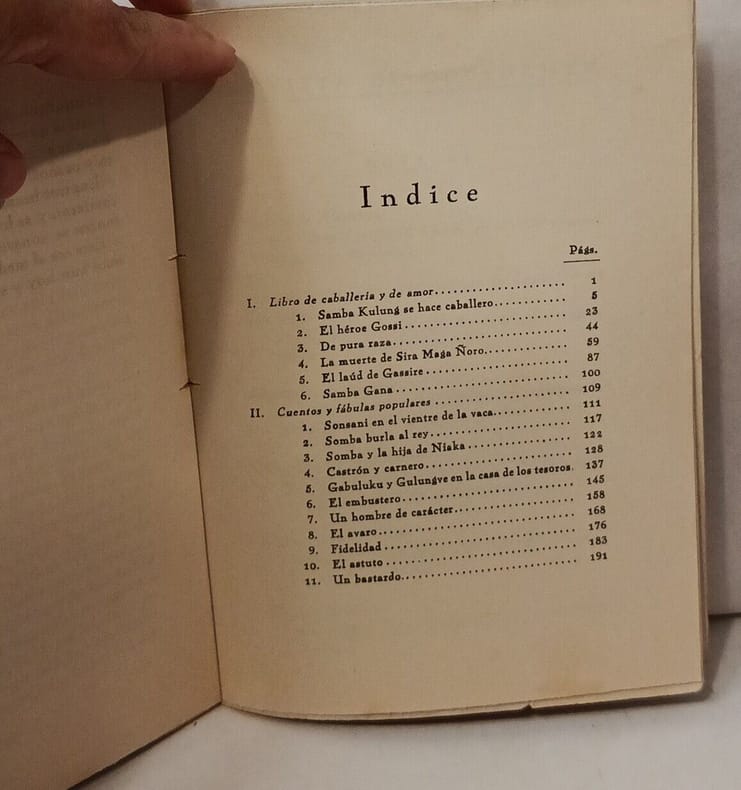 Indice
Págs.
I. Libro de caballeria y de amor 1
1. Samba Kulung se hace caballero 5
2. El héroe Gossi 23
3. De pura raza 44
4. La muerte de Sira Maga Ñoro 59
5. El laúd de Gassire 87
6. Samba Gana 100
II. Cuentos y fábulas populares 109
1. Sonsani en el vientre de la vaca 111
2. Somba burla al rey 117
3. Somba y la hija de Niaka 122
4. Castrón y carnero 128
5. Gabuluku y Gulungve en la casa de los tesoros. 137
6. El embustero 145
7. Un hombre de carácter 158
8. El avaro 168
9. Fidelidad 176
10. El astuto 183
11. Un bastardo 191